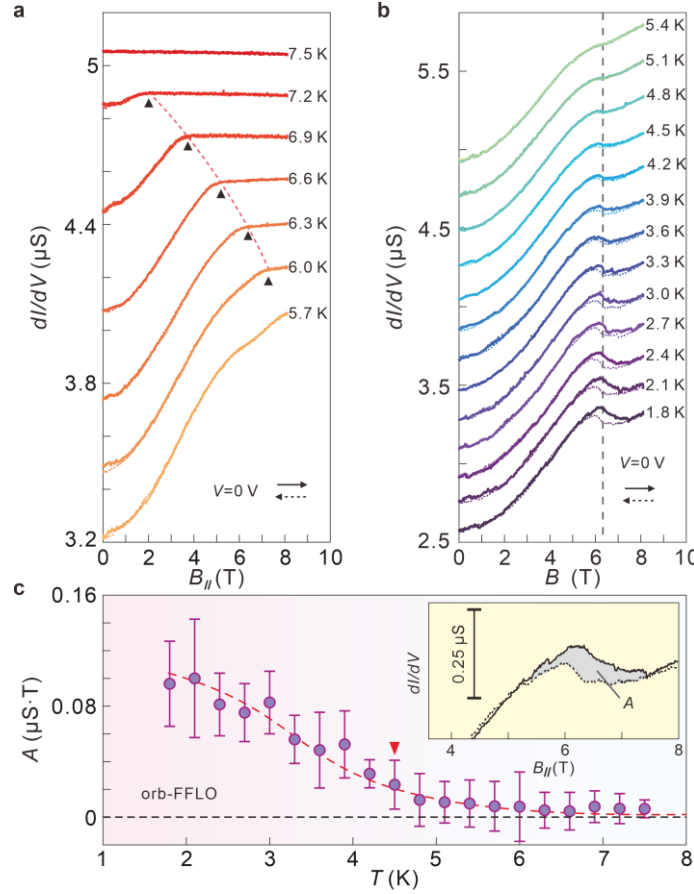 a
7.5 K
7.2 K
6.9 K
6.6 K
6.3 K
6.0 K
5.7 K
5
4.4
3.8
3.2
dI/dV (μS)
V=0 V
0 2 4 6 8 10
B// (T)
b
5.4 K
5.1 K
4.8 K
4.5 K
4.2 K
3.9 K
3.6 K
3.3 K
3.0 K
2.7 K
2.4 K
2.1 K
1.8 K
5.5
4.5
3.5
2.5
dI/dV (μS)
V=0 V
0 2 4 6 8 10
B (T)
c
0.16
0.08
0
A (μS·T)
orb-FFLO
1 2 3 4 5 6 7 8
T (K)
dI/dV
0.25 μS
A
4 6 8
B// (T)